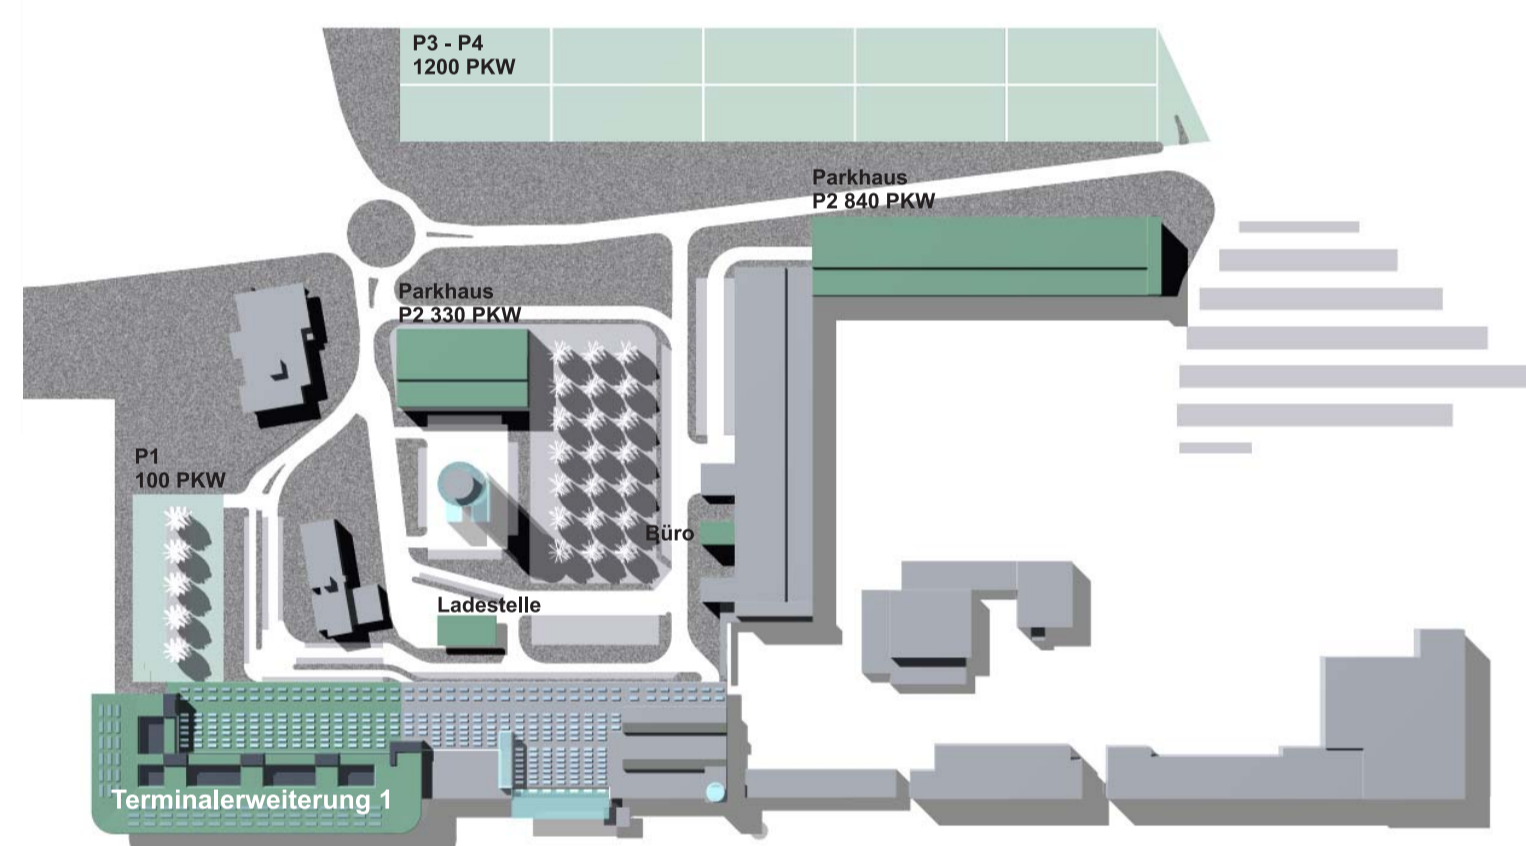 P3 - P4
1200 PKW
Parkhaus
P2 840 PKW
Parkhaus
P2 330 PKW
P1
100 PKW
Büro
Ladestelle
Terminalerweiterung 1